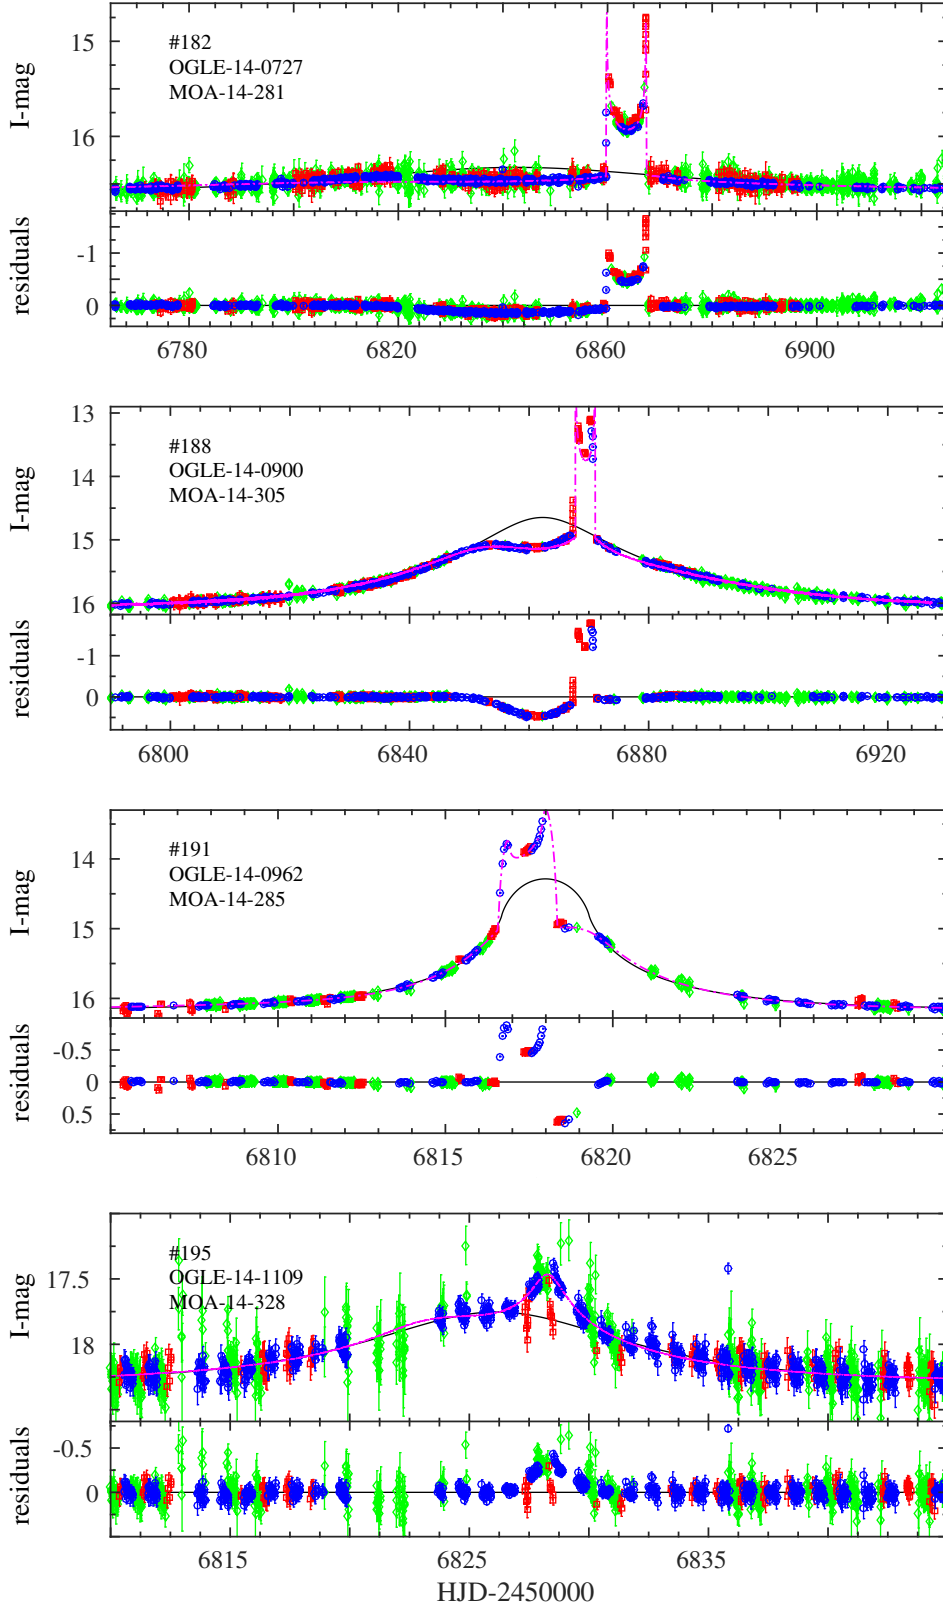 15
16
I-mag
#182
OGLE-14-0727
MOA-14-281
-1
0
residuals
6780
6820
6860
6900
13
14
15
16
I-mag
#188
OGLE-14-0900
MOA-14-305
-1
0
residuals
6800
6840
6880
6920
14
15
16
I-mag
#191
OGLE-14-0962
MOA-14-285
-0.5
0
0.5
residuals
6810
6815
6820
6825
17.5
18
I-mag
#195
OGLE-14-1109
MOA-14-328
-0.5
0
residuals
6815
6825
6835
HJD-2450000